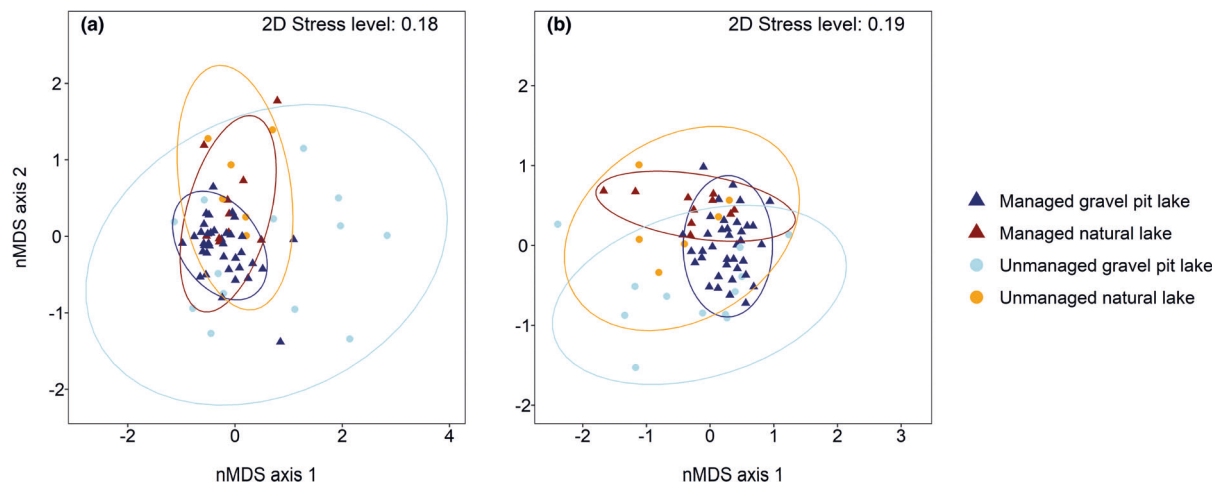 (a) 2D Stress level: 0.18
2
1
0
-1
-2
-2 0 2 4
nMDS axis 2
nMDS axis 1
(b) 2D Stress level: 0.19
2
1
0
-1
-2
-2 -1 0 1 2 3
nMDS axis 1
Managed gravel pit lake
Managed natural lake
Unmanaged gravel pit lake
Unmanaged natural lake